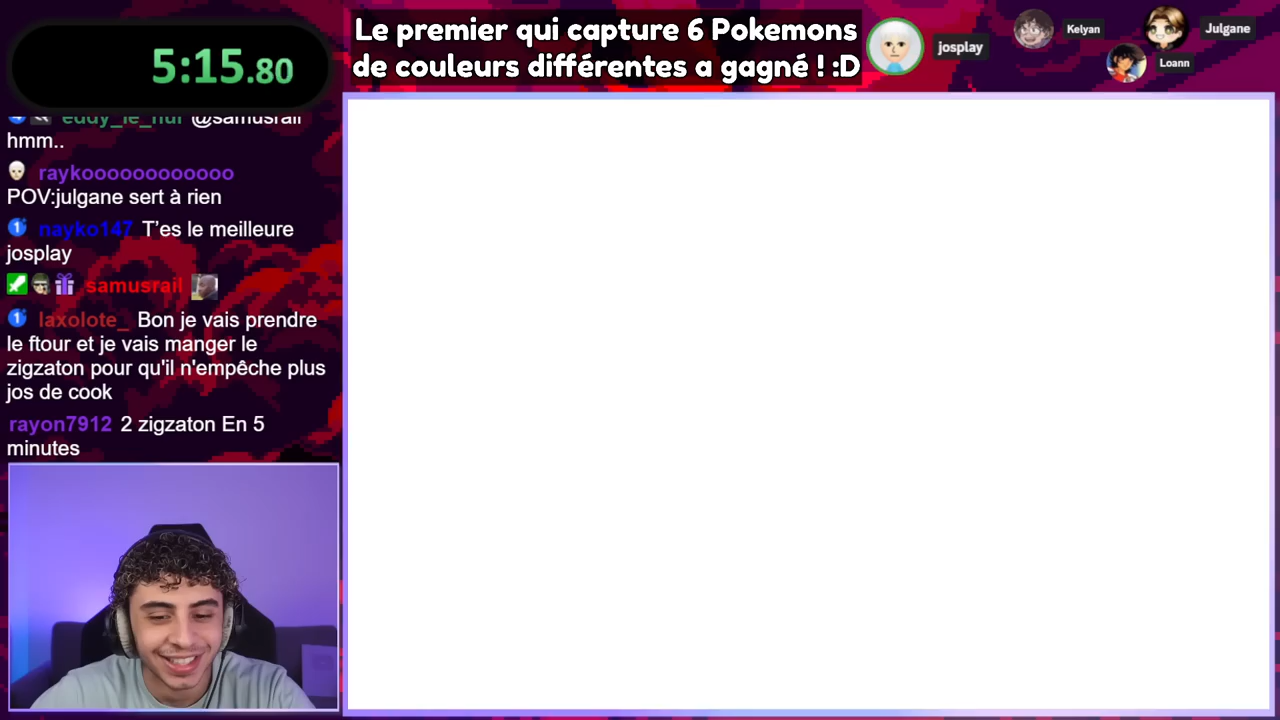 5:15.80
Le premier qui capture 6 Pokemons
de couleurs différentes a gagné ! :D
josplay
Kelyan
Julgane
Loann
eddy_le_nul @samusrail
hmm..
raykooooooooooooo
POV:julgane sert à rien
nayko147 T’es le meilleure
josplay
samusrail
laxolote_ Bon je vais prendre
le ftour et je vais manger le
zigzaton pour qu'il n'empêche plus
jos de cook
rayon7912 2 zigzaton En 5
minutes